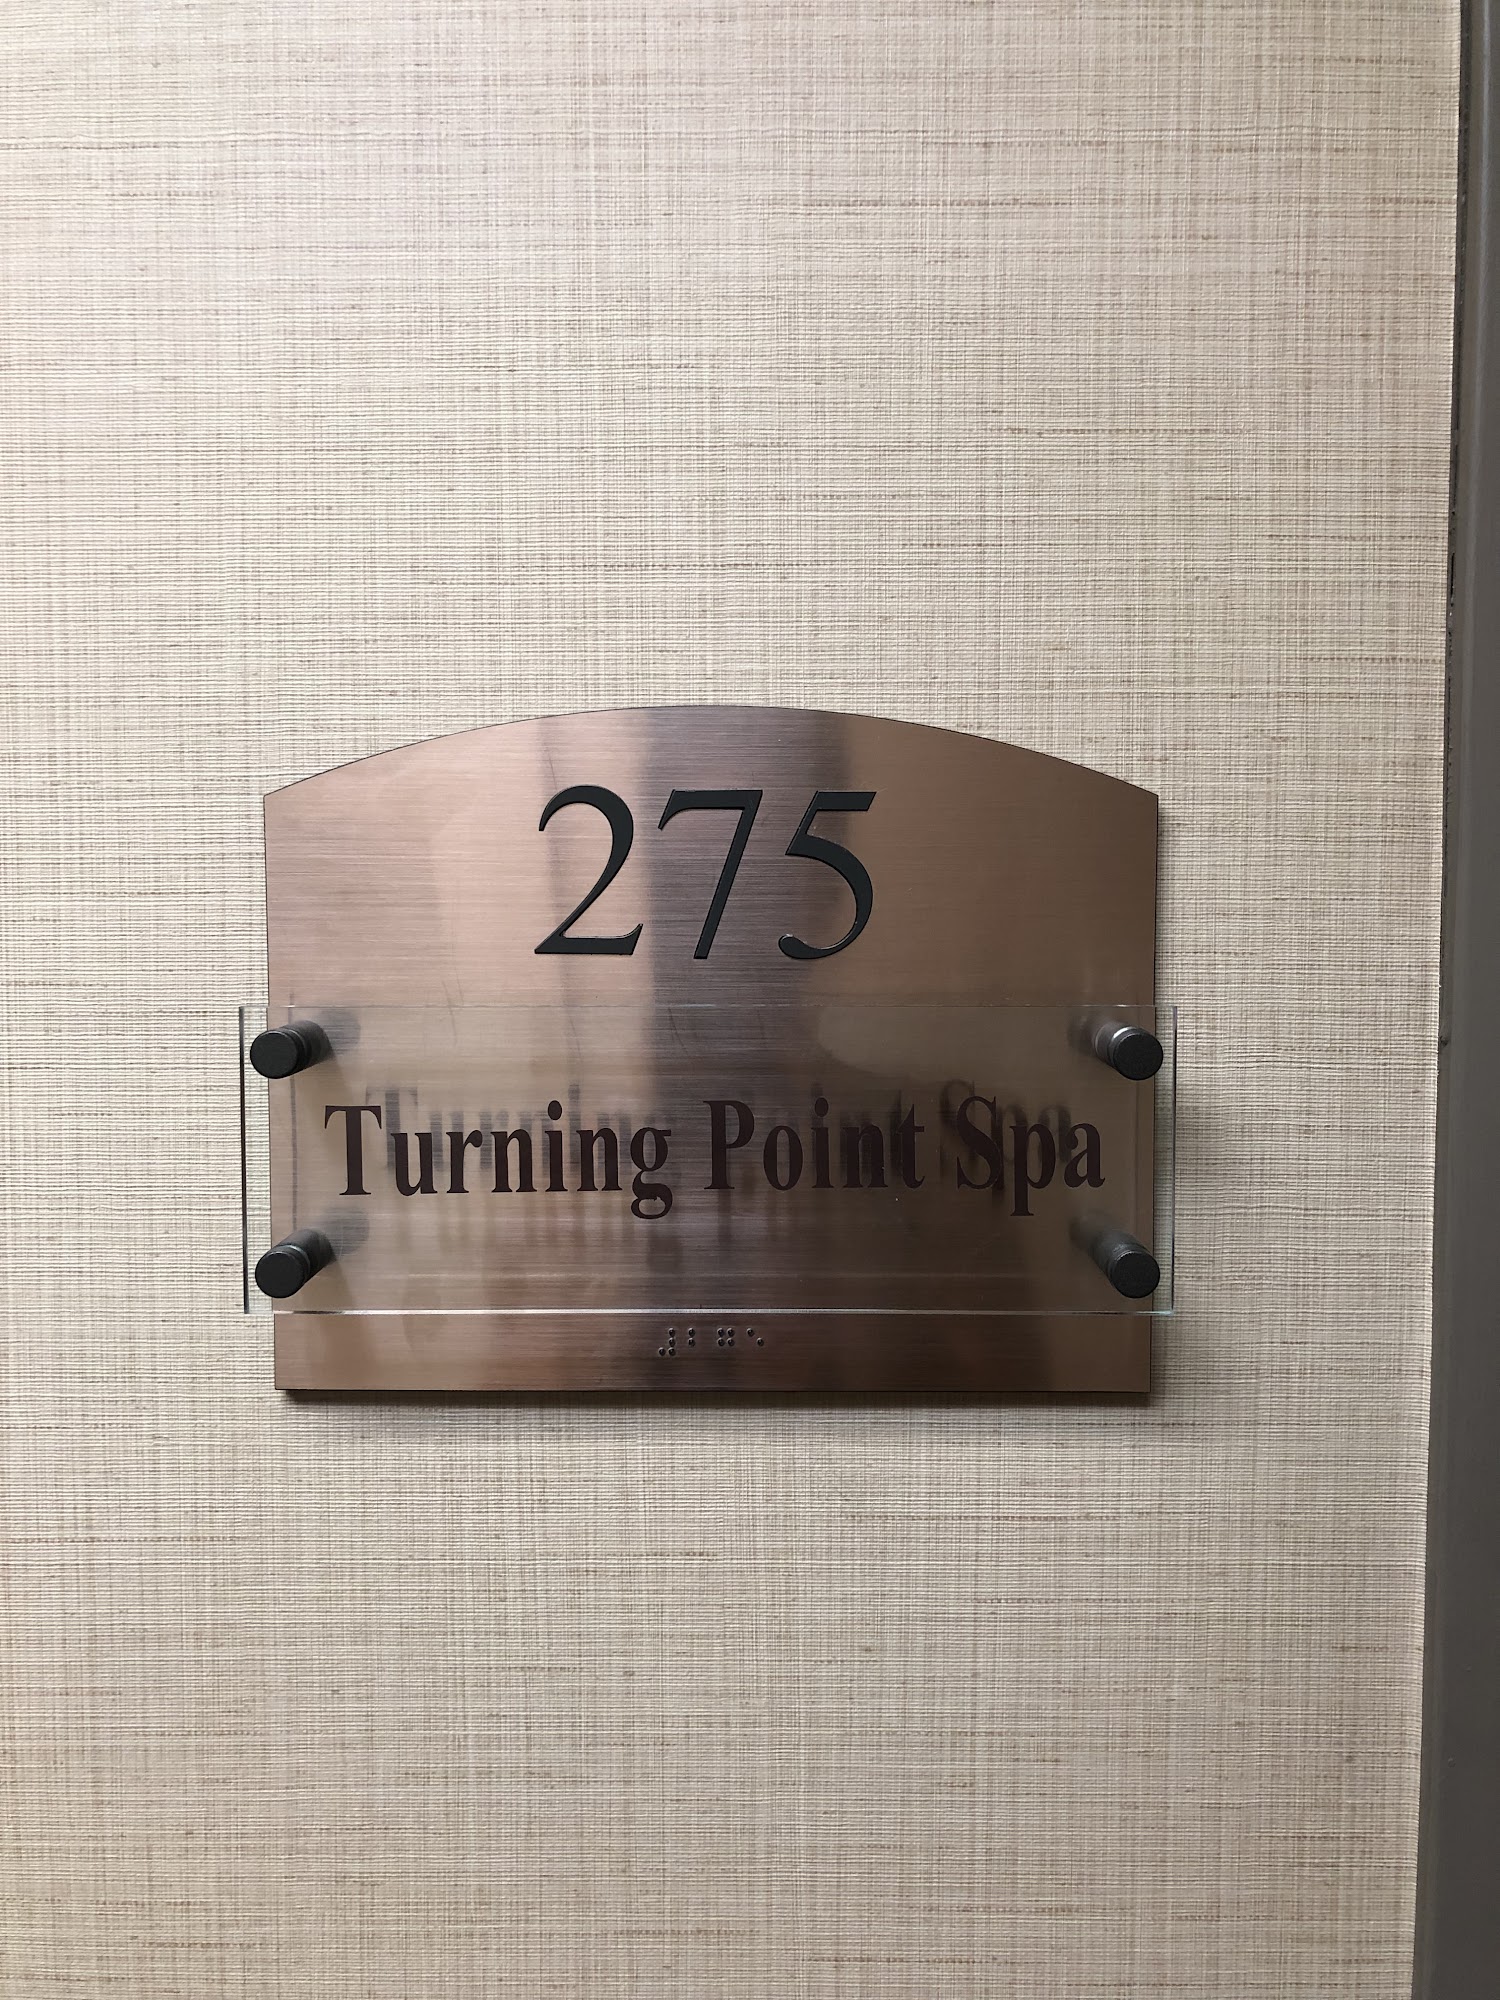 275
Turning Point Spa
⠼⠃⠛⠑